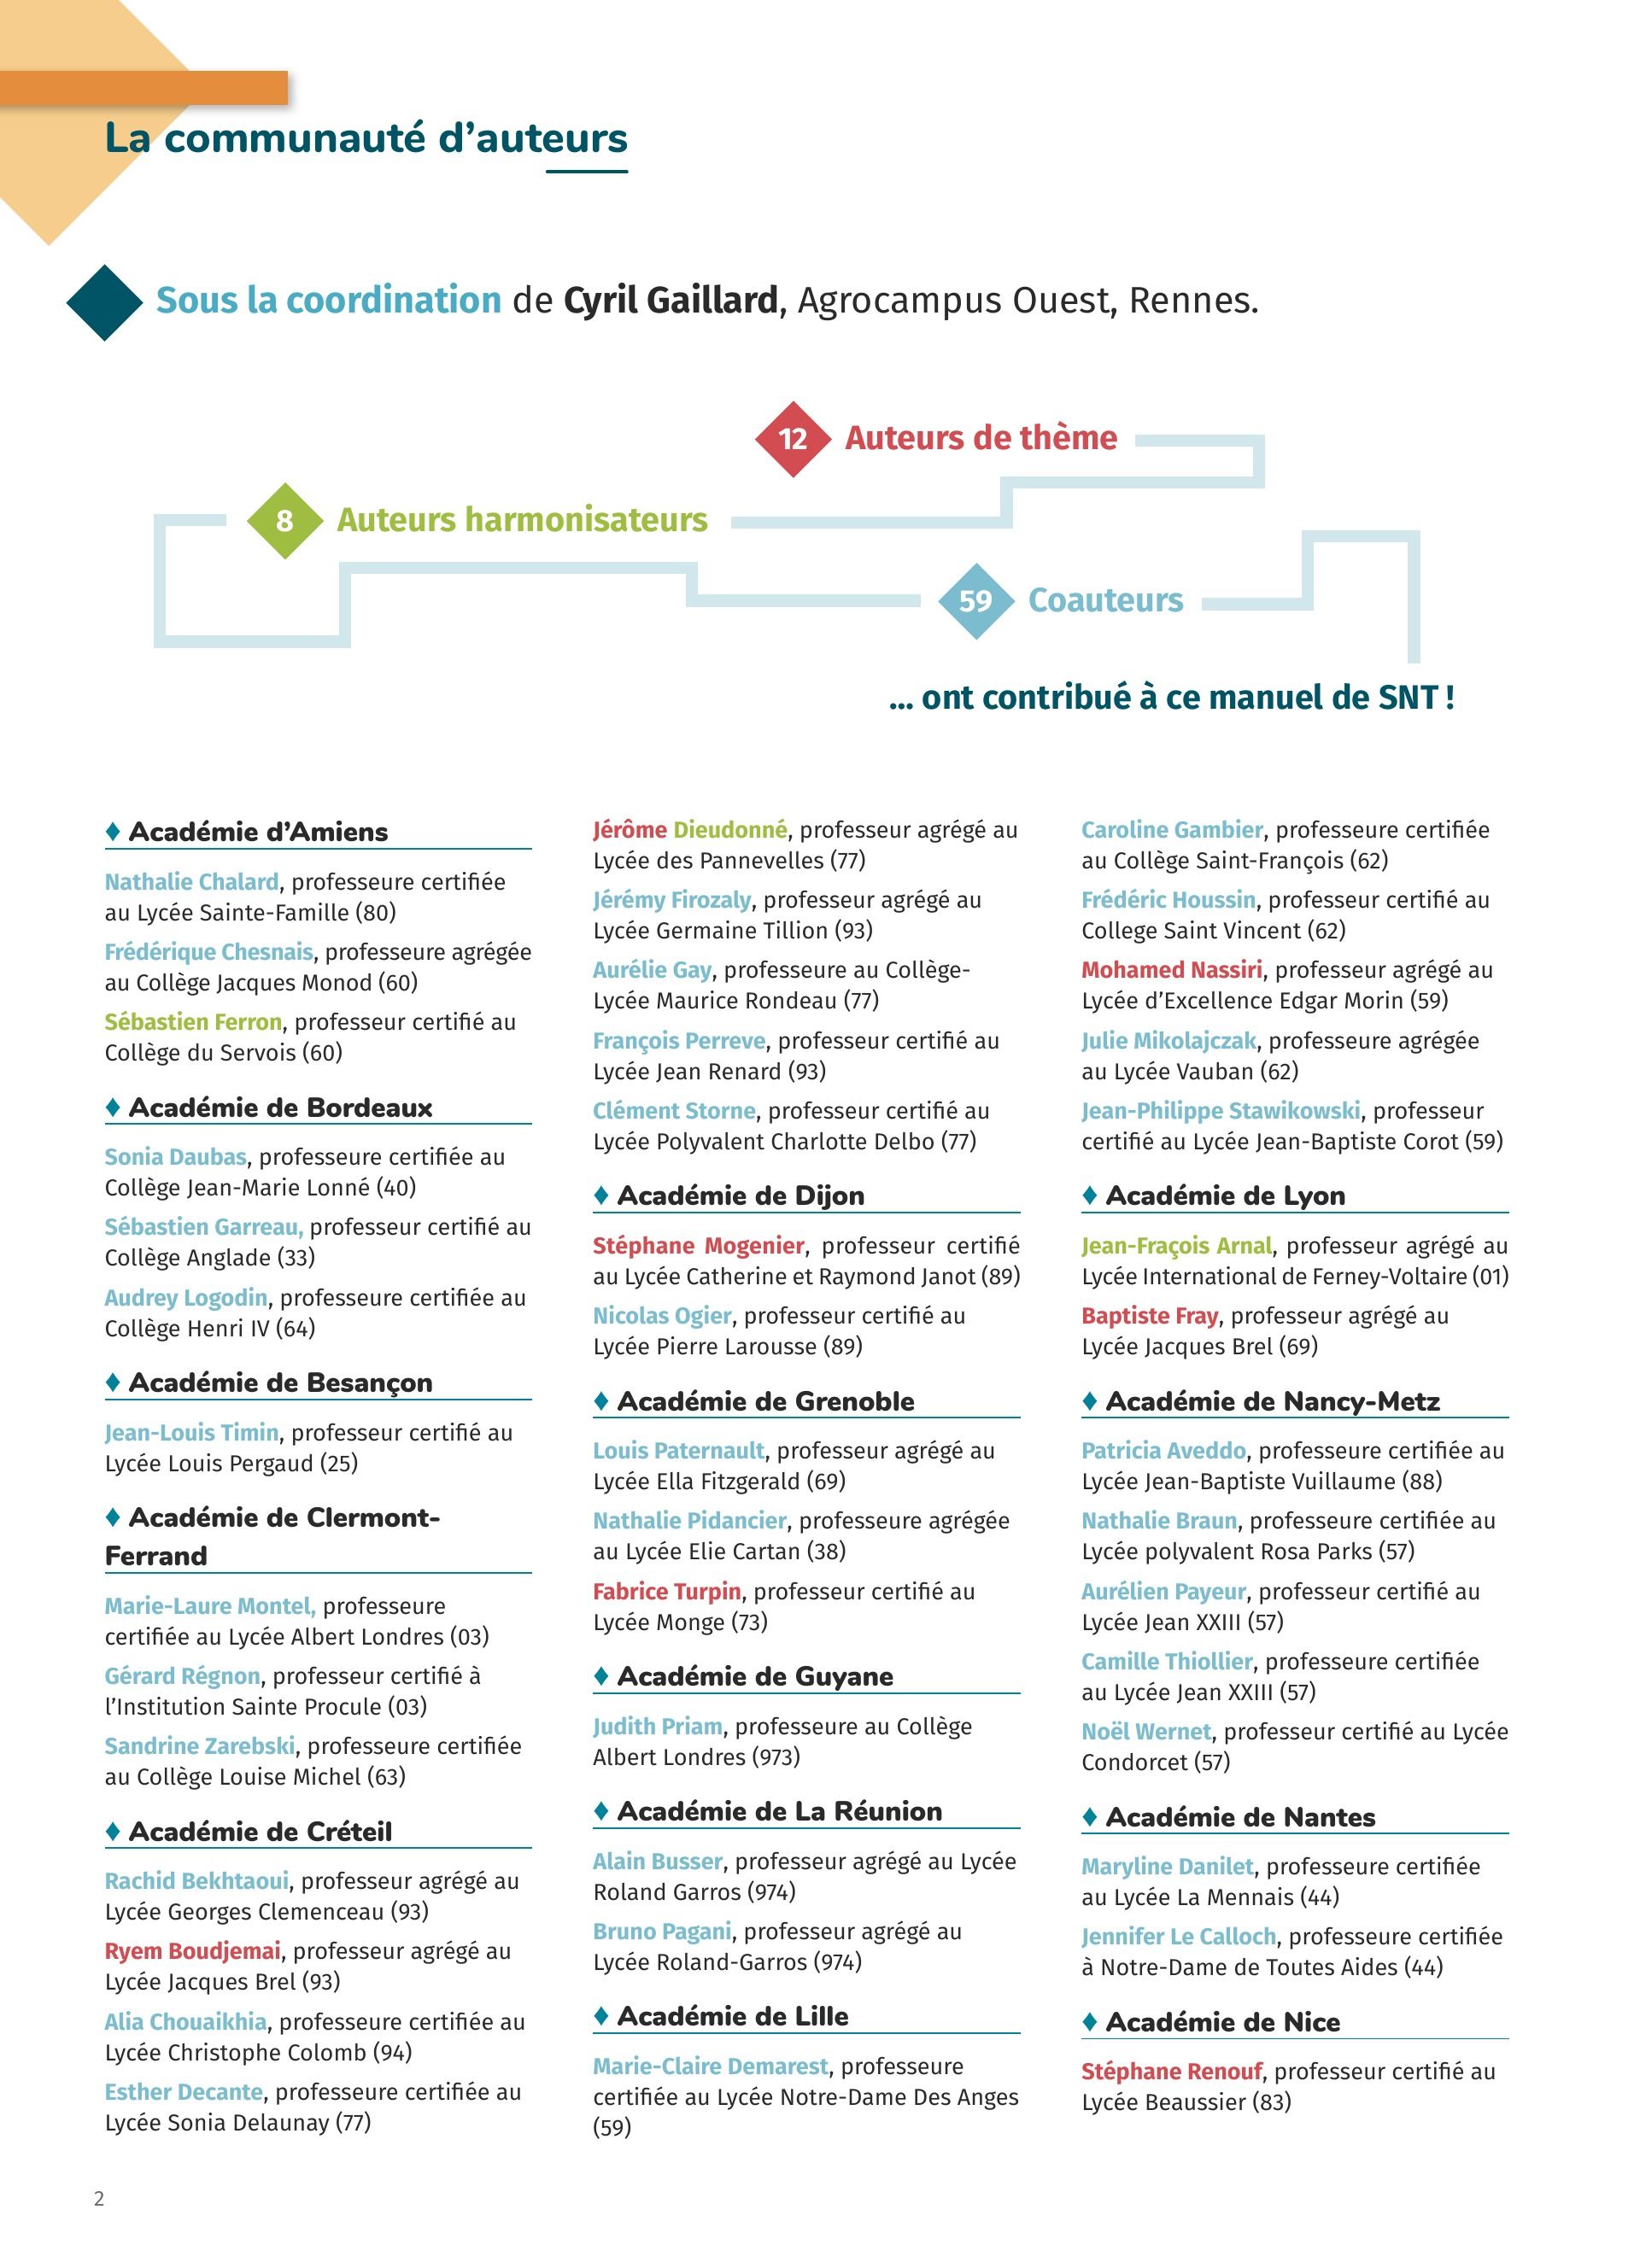 La communauté d’auteurs
Sous la coordination de Cyril Gaillard, Agrocampus Ouest, Rennes.
12 Auteurs de thème
8 Auteurs harmonisateurs
59 Coauteurs
... ont contribué à ce manuel de SNT !
♦ Académie d’Amiens
Nathalie Chalard, professeure certifiée
au Lycée Sainte-Famille (80)
Frédérique Chesnais, professeure agrégée
au Collège Jacques Monod (60)
Sébastien Ferron, professeur certifié au
Collège du Servois (60)
♦ Académie de Bordeaux
Sonia Daubas, professeure certifiée au
Collège Jean-Marie Lonné (40)
Sébastien Garreau, professeur certifié au
Collège Anglade (33)
Audrey Logodin, professeure certifiée au
Collège Henri IV (64)
♦ Académie de Besançon
Jean-Louis Timin, professeur certifié au
Lycée Louis Pergaud (25)
♦ Académie de Clermont-
Ferrand
Marie-Laure Montel, professeure
certifiée au Lycée Albert Londres (03)
Gérard Régnon, professeur certifié à
l’Institution Sainte Procule (03)
Sandrine Zarebski, professeure certifiée
au Collège Louise Michel (63)
♦ Académie de Créteil
Rachid Bekhtaoui, professeur agrégé au
Lycée Georges Clemenceau (93)
Ryem Boudjemai, professeur agrégé au
Lycée Jacques Brel (93)
Alia Chouaikhia, professeure certifiée au
Lycée Christophe Colomb (94)
Esther Decante, professeure certifiée au
Lycée Sonia Delaunay (77)
Jérôme Dieudonné, professeur agrégé au
Lycée des Pannevelles (77)
Jérémy Firozaly, professeur agrégé au
Lycée Germaine Tillion (93)
Aurélie Gay, professeure au Collège-
Lycée Maurice Rondeau (77)
François Perreve, professeur certifié au
Lycée Jean Renard (93)
Clément Storne, professeur certifié au
Lycée Polyvalent Charlotte Delbo (77)
♦ Académie de Dijon
Stéphane Mogenier, professeur certifié
au Lycée Catherine et Raymond Janot (89)
Nicolas Ogier, professeur certifié au
Lycée Pierre Larousse (89)
♦ Académie de Grenoble
Louis Paternault, professeur agrégé au
Lycée Ella Fitzgerald (69)
Nathalie Pidancier, professeure agrégée
au Lycée Elie Cartan (38)
Fabrice Turpin, professeur certifié au
Lycée Monge (73)
♦ Académie de Guyane
Judith Priam, professeure au Collège
Albert Londres (973)
♦ Académie de La Réunion
Alain Busser, professeur agrégé au Lycée
Roland Garros (974)
Bruno Pagani, professeur agrégé au
Lycée Roland-Garros (974)
♦ Académie de Lille
Marie-Claire Demarest, professeure
certifiée au Lycée Notre-Dame Des Anges
(59)
Caroline Gambier, professeure certifiée
au Collège Saint-François (62)
Frédéric Houssin, professeur certifié au
College Saint Vincent (62)
Mohamed Nassiri, professeur agrégé au
Lycée d’Excellence Edgar Morin (59)
Julie Mikolajczak, professeure agrégée
au Lycée Vauban (62)
Jean-Philippe Stawikowski, professeur
certifié au Lycée Jean-Baptiste Corot (59)
♦ Académie de Lyon
Jean-Fraçois Arnal, professeur agrégé au
Lycée International de Ferney-Voltaire (01)
Baptiste Fray, professeur agrégé au
Lycée Jacques Brel (69)
♦ Académie de Nancy-Metz
Patricia Aveddo, professeure certifiée au
Lycée Jean-Baptiste Vuillaume (88)
Nathalie Braun, professeure certifiée au
Lycée polyvalent Rosa Parks (57)
Aurélien Payeur, professeur certifié au
Lycée Jean XXIII (57)
Camille Thiollier, professeure certifiée
au Lycée Jean XXIII (57)
Noël Wernet, professeur certifié au Lycée
Condorcet (57)
♦ Académie de Nantes
Maryline Danilet, professeure certifiée
au Lycée La Mennais (44)
Jennifer Le Calloch, professeure certifiée
à Notre-Dame de Toutes Aides (44)
♦ Académie de Nice
Stéphane Renouf, professeur certifié au
Lycée Beaussier (83)
2